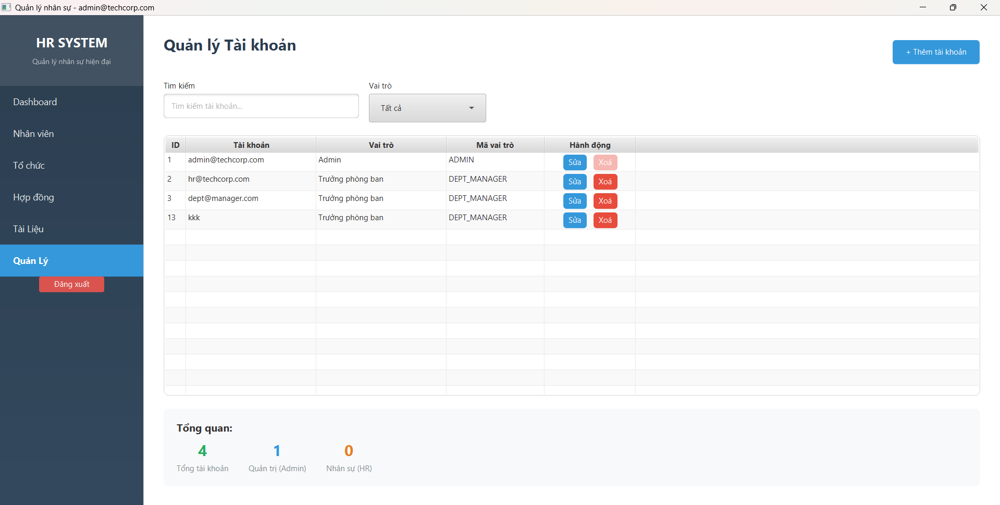 Quản lý nhân sự - admin@techcorp.com
HR SYSTEM
Quản lý nhân sự hiện đại
Dashboard
Nhân viên
Tổ chức
Hợp đồng
Tài Liệu
Quản Lý
Đăng xuất
Quản lý Tài khoản
+ Thêm tài khoản
Tìm kiếm
Vai trò
Tìm kiếm tài khoản...
Tất cả
ID Tài khoản Vai trò Mã vai trò Hành động
1 admin@techcorp.com Admin ADMIN Sửa Xoá
2 hr@techcorp.com Trưởng phòng ban DEPT_MANAGER Sửa Xoá
3 dept@manager.com Trưởng phòng ban DEPT_MANAGER Sửa Xoá
13 kkk Trưởng phòng ban DEPT_MANAGER Sửa Xoá
Tổng quan:
4 1 0
Tổng tài khoản Quản trị (Admin) Nhân sự (HR)